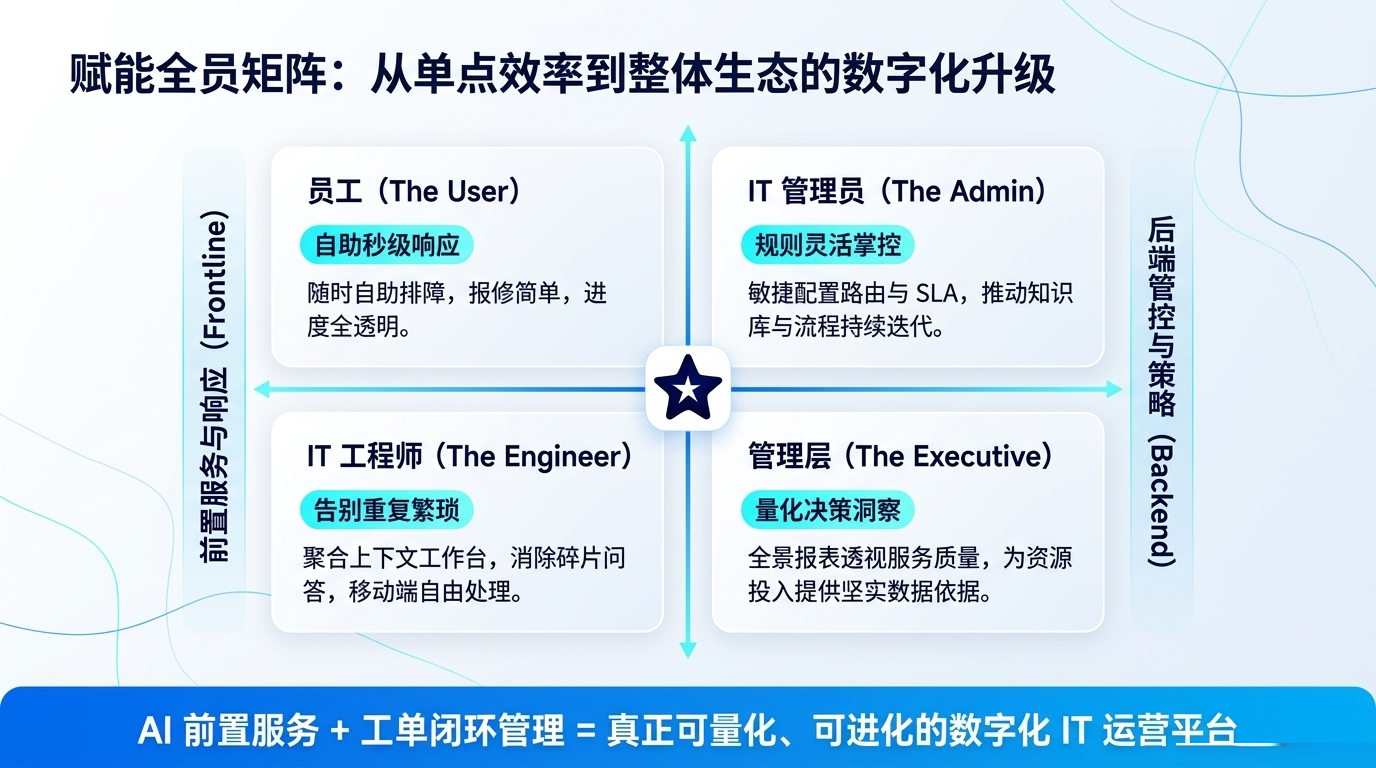 赋能全员矩阵：从单点效率到整体生态的数字化升级
前置服务与响应（Frontline）
员工（The User）
自助秒级响应
随时自助排障，报修简单，进
度全透明。
IT 管理员（The Admin）
规则灵活掌控
敏捷配置路由与 SLA，推动知识
库与流程持续迭代。
IT 工程师（The Engineer）
告别重复繁琐
聚合上下文工作台，消除碎片问
答，移动端自由处理。
管理层（The Executive）
量化决策洞察
全景报表透视服务质量，为资源
投入提供坚实数据依据。
后端管控与策略（Backend）
AI 前置服务 + 工单闭环管理 = 真正可量化、可进化的数字化 IT 运营平台